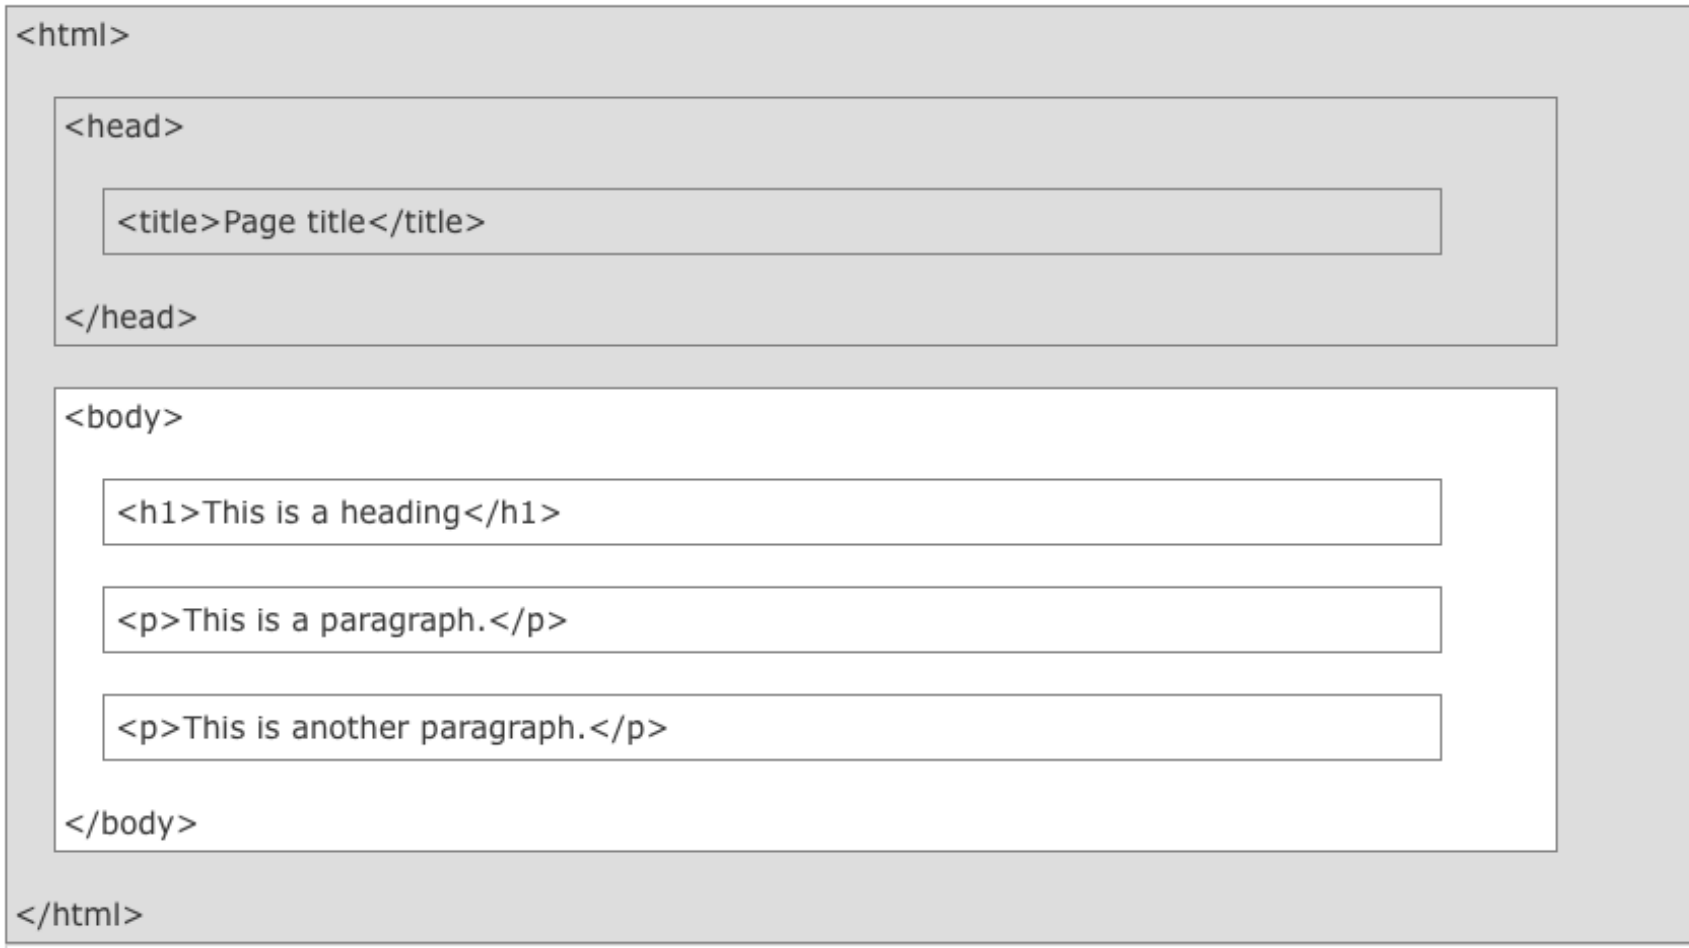 <html>
<head>
<title>Page title</title>
</head>
<body>
<h1>This is a heading</h1>
<p>This is a paragraph.</p>
<p>This is another paragraph.</p>
</body>
</html>